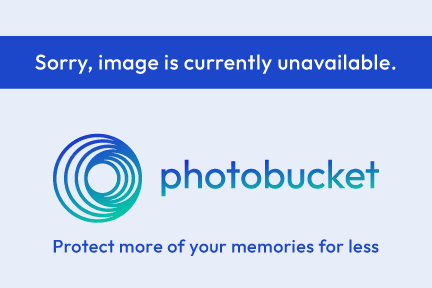 Sorry, image is currently unavailable.
photobucket
Protect more of your memories for less